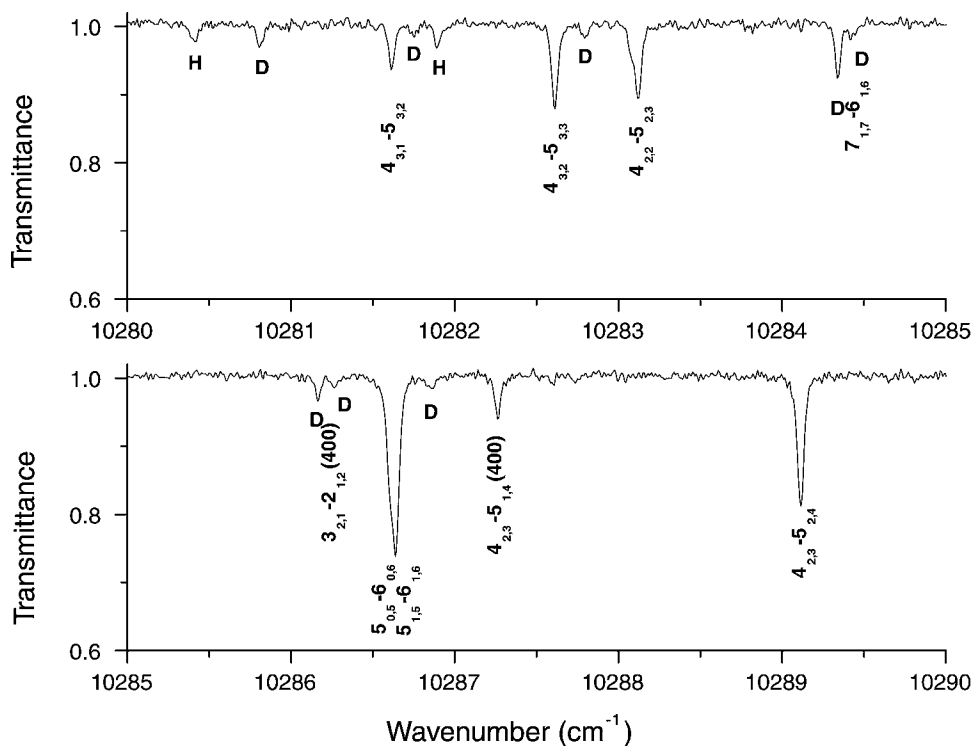 Transmittance
1.0
0.8
0.6
H
D
4 3,1 -5 3,2
D
H
4 3,2 -5 3,3
D
4 2,2 -5 2,3
D
D
7 1,7 -6 1,6
10280 10281 10282 10283 10284 10285
Transmittance
1.0
0.8
0.6
D
D
3 2,1 -2 1,2 (400)
5 0,5 -6 0,6
5 1,5 -6 1,6
D
4 2,3 -5 1,4 (400)
4 2,3 -5 2,4
10285 10286 10287 10288 10289 10290
Wavenumber (cm⁻¹)